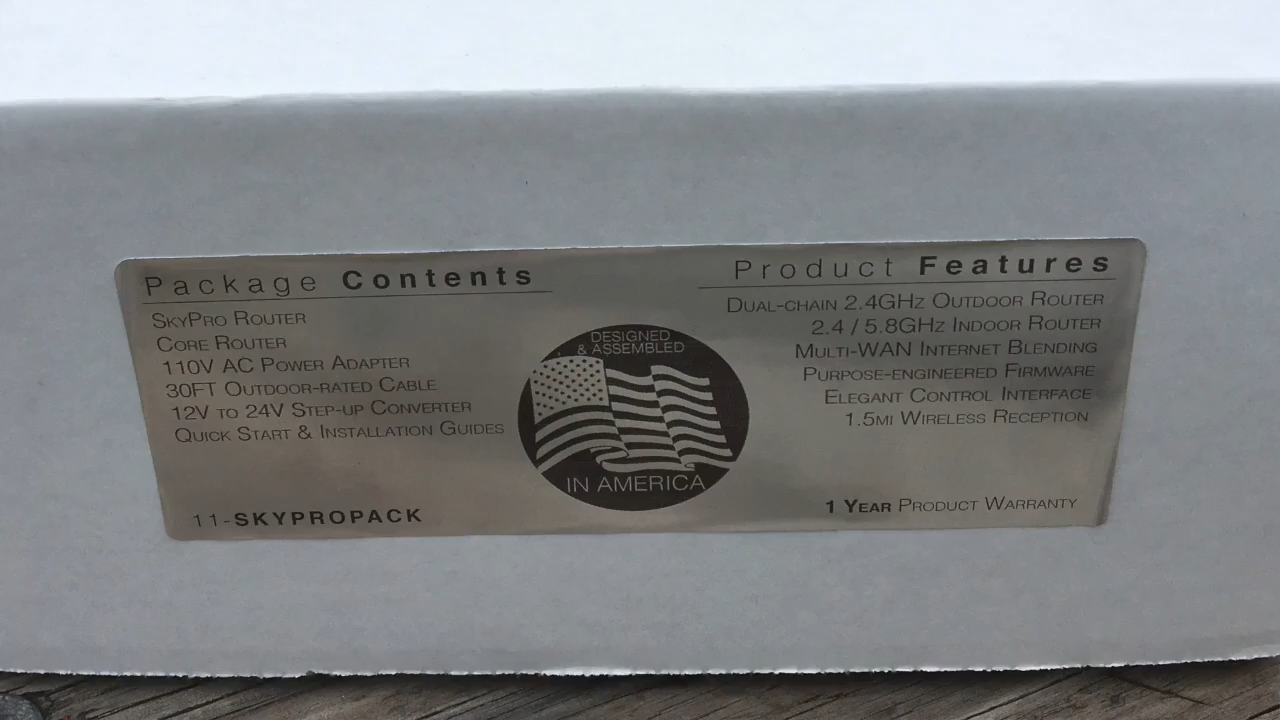 Package Contents
SkyPro Router
Core Router
110V AC Power Adapter
30FT Outdoor-rated Cable
12V to 24V Step-up Converter
Quick Start & Installation Guides
11-SKYPROPACK
DESIGNED
& ASSEMBLED
IN AMERICA
Product Features
Dual-chain 2.4GHz Outdoor Router
2.4 / 5.8GHz Indoor Router
Multi-WAN Internet Blending
Purpose-engineered Firmware
Elegant Control Interface
1.5mi Wireless Reception
1 Year Product Warranty